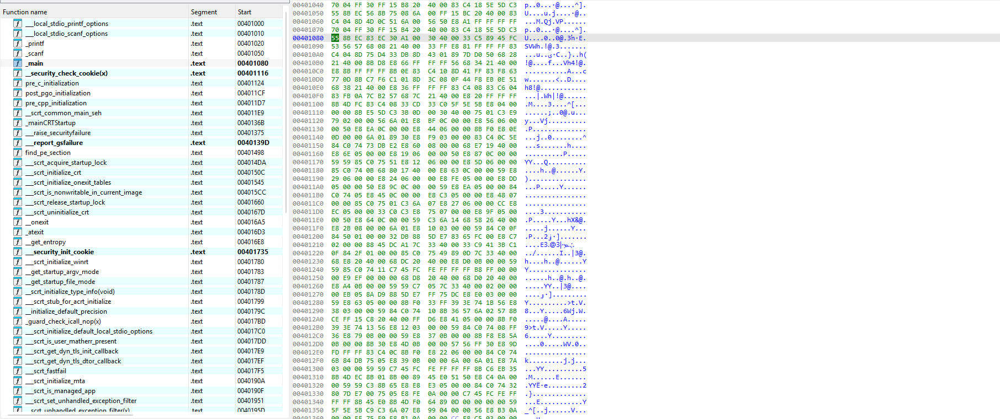 Function name Segment Start
f ___local_stdio_printf_options .text 00401000
f ___local_stdio_scanf_options .text 00401010
f _printf .text 00401020
f _scanf .text 00401050
f _main .text 00401080
f __security_check_cookie(x) .text 00401116
f pre_c_initialization .text 00401124
f post_pgo_initialization .text 004011CF
f pre_cpp_initialization .text 004011D7
f __scrt_common_main_seh .text 004011E9
f _mainCRTStartup .text 0040136B
f ___raise_securityfailure .text 00401375
f ___report_gsfailure .text 0040139D
f find_pe_section .text 00401498
f ___scrt_acquire_startup_lock .text 004014DA
f ___scrt_initialize_crt .text 0040150C
f ___scrt_initialize_onexit_tables .text 00401545
f ___scrt_is_nonwritable_in_current_image .text 004015CC
f ___scrt_release_startup_lock .text 00401660
f ___scrt_uninitialize_crt .text 0040167D
f __onexit .text 004016A5
f _atexit .text 004016D3
f __get_entropy .text 004016E8
f ___security_init_cookie .text 00401735
f ___scrt_initialize_winrt .text 00401780
f __get_startup_argv_mode .text 00401783
f __get_startup_file_mode .text 00401787
f __scrt_initialize_type_info(void) .text 0040178D
f ___scrt_stub_for_acrt_initialize .text 00401799
f __initialize_default_precision .text 0040179C
f _guard_check_icall_nop(x) .text 004017BD
f ___scrt_initialize_default_local_stdio_options .text 004017C0
f ___scrt_is_user_matherr_present .text 004017DD
f ___scrt_get_dyn_tls_init_callback .text 004017E9
f ___scrt_get_dyn_tls_dtor_callback .text 004017EF
f ___scrt_fastfail .text 004017F5
f ___scrt_initialize_mta .text 0040190A
f ___scrt_is_managed_app .text 0040190F
f ___scrt_set_unhandled_exception_filter .text 00401951
f __scrt_unhandled_exception_filter(x) .text 0040195D
00401040 70 04 FF 30 FF 15 B8 20 40 00 83 C4 18 5E 5D C3 p..0...·@....^].
00401050 55 8B EC 56 8B 75 08 6A 00 FF 15 BC 20 40 00 83 U..u.j....·@..
00401060 C4 04 8D 4D 0C 51 6A 00 56 50 E8 A1 FF FF FF FF ...M.Qj.VP......
00401070 70 04 FF 30 FF 15 B4 20 40 00 83 C4 18 5E 5D C3 p..0...·@....^].
00401080 55 8B EC 83 EC 30 A1 00 30 40 00 33 C5 89 45 FC
00401090 53 56 57 68 08 21 40 00 33 FF E8 81 FF FF FF 83 SVWh.!@.3.......
004010A0 C4 04 8D 75 D4 33 DB 8D 43 01 89 7D D0 50 68 28
004010B0 21 40 00 8B D8 E8 66 FF FF FF 56 68 34 21 40 00 !@....f...Vh4!@.
004010C0 E8 8B FF FF FF 8B 0E 83 C4 10 8D 41 FF 83 F8 63 ...........A...c
004010D0 77 0D 8B C7 F6 C1 01 8D 3C 08 0F 44 F8 EB 0E 51 w.......<..D...Q
004010E0 68 38 21 40 00 E8 36 FF FF FF 83 C4 08 83 C6 04 h8!@............
004010F0 83 FB 0A 7C B2 57 68 7C 21 40 00 E8 20 FF FF FF ...|.Wh|!@......
00401100 8B 4D FC 83 C4 08 33 CD 33 C0 5F 5E 5B E8 04 00 .M....3....^[...
00401110 00 00 8B E5 5D C3 3B 0D 00 30 40 00 75 01 C3 E9 ......;..0@.u...
00401120 79 02 00 00 56 6A 01 E8 BF 0C 00 00 E8 56 06 00 y...Vj..........
00401130 00 50 E8 EA 0C 00 00 E8 44 06 00 00 8B F0 E8 0E .P..............
00401140 0D 00 00 6A 01 89 30 E8 F9 03 00 00 83 C4 0C 5E ...j..0........^
00401150 84 C0 74 73 DB E2 E8 60 08 00 00 68 E7 19 40 00 ...s.......h....
00401160 E8 6E 05 00 00 E8 19 06 00 00 50 E8 87 0C 00 00 ..........P.....
00401170 59 59 85 C0 75 51 E8 12 06 00 00 E8 5D 06 00 00 YY...Q..........
00401180 85 C0 74 0B 68 80 17 40 00 E8 63 0C 00 00 59 E8 ....h..@......Y.
00401190 29 06 00 00 E8 24 06 00 00 E8 FE 05 00 00 E8 DD )...............
004011A0 05 00 00 50 E8 9C 0C 00 00 59 E8 EA 05 00 00 84 ...P.....Y......
004011B0 C0 74 05 E8 45 0C 00 00 E8 C3 05 00 00 E8 48 07 ................
004011C0 00 00 85 C0 75 01 C3 6A 07 E8 27 06 00 00 CC E8 ................
004011D0 EC 05 00 00 33 C0 C3 E8 75 07 00 00 E8 9F 05 00 ....3...........
004011E0 00 50 E8 64 0C 00 00 59 C3 6A 14 68 58 26 40 00 .P.....Y...hX&@.
004011F0 E8 2B 08 00 00 6A 01 E8 10 03 00 00 59 84 C0 0F .....j......Y...
00401200 84 50 01 00 00 32 DB 88 5D E7 83 65 FC 00 E8 C7
00401210 02 00 00 88 45 DC A1 7C 33 40 00 33 C9 41 3B C1
00401220 0F 84 2F 01 00 00 85 C0 75 49 89 0D 7C 33 40 00 ../......I..|3@.
00401230 68 E8 20 40 00 68 DC 20 40 00 E8 D0 0B 00 00 59 h....h..@......YY
00401240 59 85 C0 74 11 C7 45 FC FE FF FF FF B8 FF 00 00 Y...............
00401250 00 E9 EF 00 00 00 68 D8 20 40 00 68 D0 20 40 00 ......h..@.h..@.
00401260 E8 A4 0B 00 00 59 59 C7 05 7C 33 40 00 02 00 00 .....YY..|3@....
00401270 00 EB 05 8A D9 88 5D E7 FF 75 DC E8 E0 03 00 00
00401280 59 E8 63 05 00 00 8B F0 33 FF 39 3E 74 1B 56 E8 Y..........>t.V.
00401290 38 03 00 00 59 84 C0 74 10 8B 36 57 6A 02 57 8B 8...Y.....6Wj.W.
004012A0 CE FF 15 C8 20 40 00 FF D6 E8 41 05 00 00 8B F0 .....@....A.....
004012B0 39 3E 74 13 56 E8 12 03 00 00 59 84 C0 74 08 FF 9>t.V.....Y.....
004012C0 36 E8 79 0B 00 00 59 E8 37 0B 00 00 8B F8 E8 5A 6.....Y.........
004012D0 0B 00 00 8B 30 E8 4D 0B 00 00 57 56 FF 30 E8 9D ....0.....WV.0..
004012E0 FD FF FF 83 C4 0C 8B F0 E8 22 06 00 00 84 C0 74 ................
004012F0 6B 84 DB 75 05 E8 39 0B 00 00 6A 00 6A 01 E8 7A k.........j.j...
00401300 03 00 00 59 59 C7 45 FC FE FF FF FF 8B C6 EB 35 ...YY..........5
00401310 8B 4D EC 8B 01 8B 00 89 45 E0 51 50 E8 C4 0A 00 .M......E.......
00401320 00 59 59 C3 8B 65 E8 E8 E3 05 00 00 84 C0 74 32 .YYË·e.........2
00401330 80 7D E7 00 75 05 E8 FE 0A 00 00 C7 45 FC FE FF .}..............
00401340 FF FF 8B 45 E0 8B 4D F0 64 89 0D 00 00 00 00 59 ...E...........Y
00401350 5F 5E 5B C9 C3 6A 07 E8 99 04 00 00 56 E8 B3 0A _^[..j......V...